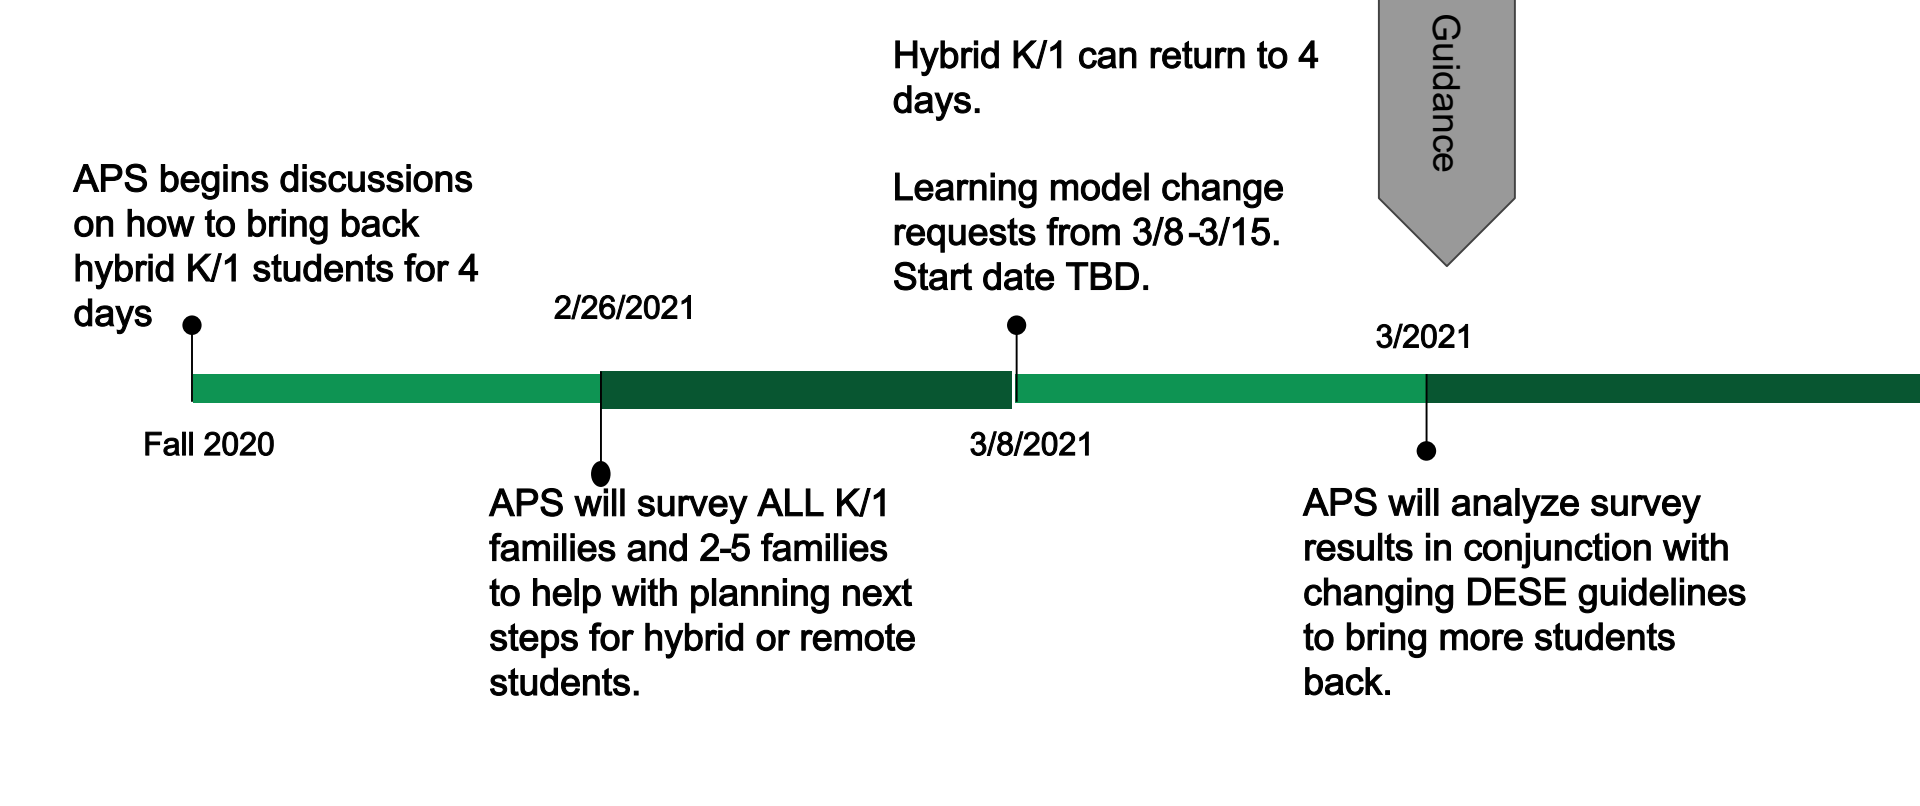 APS begins discussions
on how to bring back
hybrid K/1 students for 4
days
Fall 2020
2/26/2021
APS will survey ALL K/1
families and 2-5 families
to help with planning next
steps for hybrid or remote
students.
Hybrid K/1 can return to 4
days.
Learning model change
requests from 3/8-3/15.
Start date TBD.
3/8/2021
Guidance
3/2021
APS will analyze survey
results in conjunction with
changing DESE guidelines
to bring more students
back.